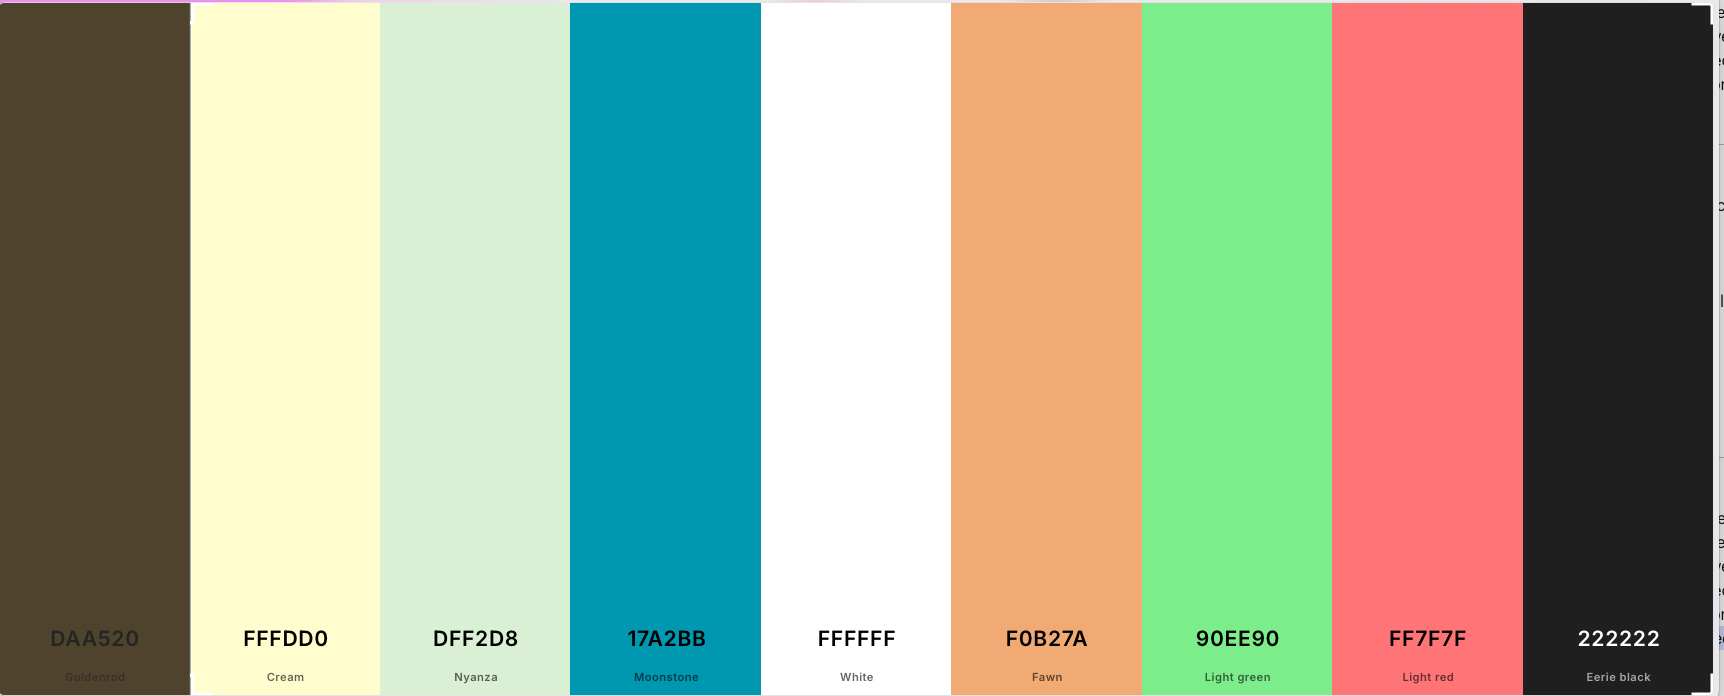 DAA520
Goldenrod
FFFDD0
Cream
DFF2D8
Nyanza
17A2BB
Moonstone
FFFFFF
White
F0B27A
Fawn
90EE90
Light green
FF7F7F
Light red
222222
Eerie black